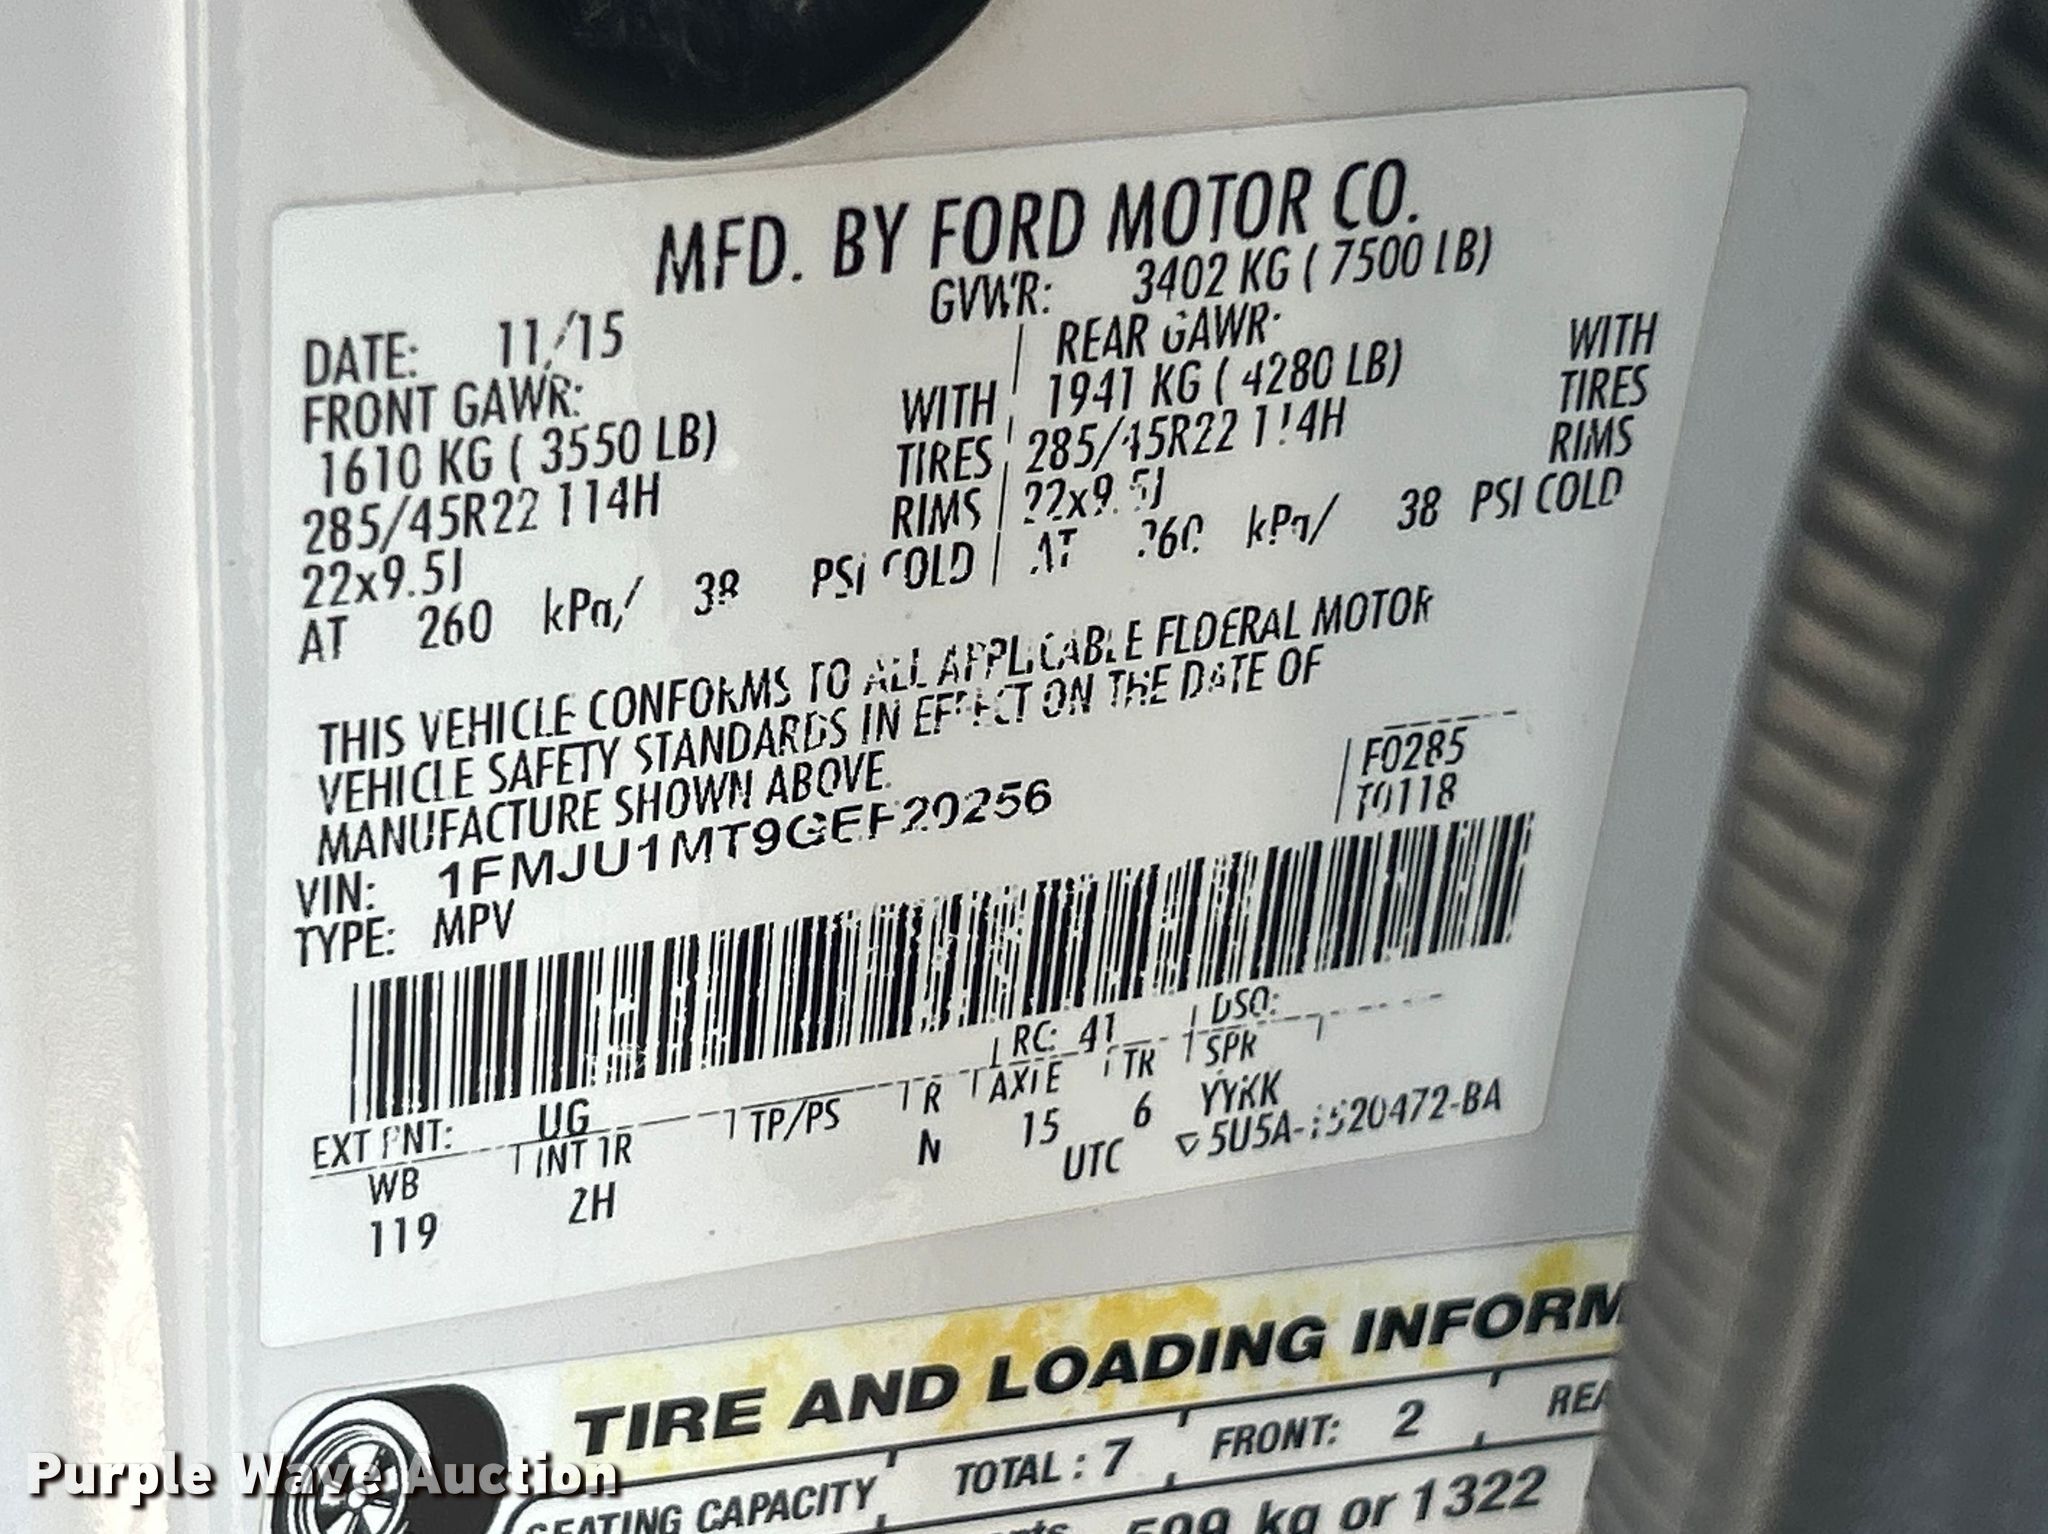 MFD. BY FORD MOTOR CO.
DATE: 11/15 GVWR: 3402 KG ( 7500 LB)
FRONT GAWR: REAR GAWR:
1610 KG ( 3550 LB) WITH 1941 KG ( 4280 LB) WITH
285/45R22 114H TIRES 285/45R22 114H TIRES
22x9.5J RIMS 22x9.5J RIMS
AT 260 kPa/ 38 PSI COLD AT 260 kPa/ 38 PSI COLD
THIS VEHICLE CONFORMS TO ALL APPLICABLE FEDERAL MOTOR
VEHICLE SAFETY STANDARDS IN EFFECT ON THE DATE OF
MANUFACTURE SHOWN ABOVE.
VIN: 1FMJU1MT9GEF20256 F0285
TYPE: MPV T0118
EXT PNT: UG RC: 41 DSO:
WB INT TR TP/PS R AXLE TR SPR
119 2H N 15 6 YYKK
UTC 5U5A-1520472-BA
TIRE AND LOADING INFORM
SEATING CAPACITY TOTAL : 7 FRONT: 2 REA
599 kg or 1322
Purple Wave Auction